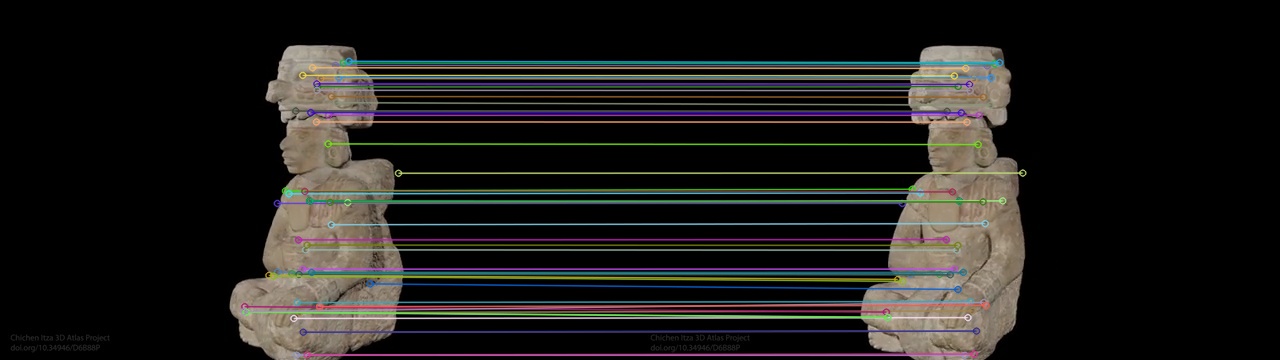 Chichen Itza 3D Atlas Project
doi.org/10.34946/D6B88P
Chichen Itza 3D Atlas Project
doi.org/10.34946/D6B88P